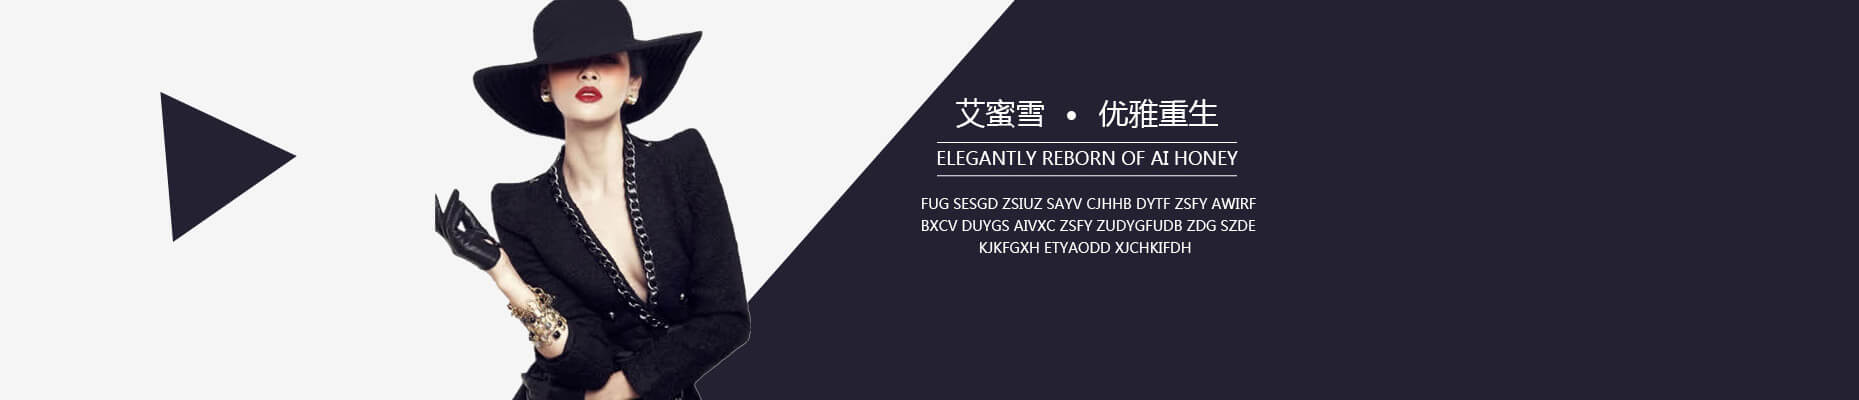 艾蜜雪 • 优雅重生
ELEGANTLY REBORN OF AI HONEY
FUG SESGD ZSIUZ SAYV CJHHB DYTF ZSFY AWIRF
BXCV DUYGS AIVXC ZSFY ZUDYGFUDB ZDG SZDE
KJKFGXH ETYAODD XJCHKIFDH